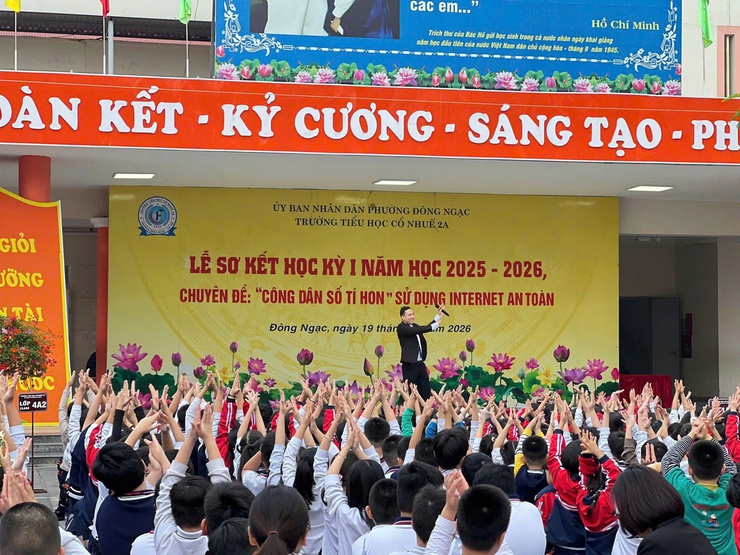 các em..."
Hồ Chí Minh
Trích thư của Bác Hồ gửi học sinh trong cả nước nhân ngày khai giảng
năm học đầu tiên của nước Việt Nam dân chủ cộng hòa - tháng 9 năm 1945.
OÀN KẾT - KỶ CƯƠNG - SÁNG TẠO - PH
ỦY BAN NHÂN DÂN PHƯỜNG ĐÔNG NGẠC
TRƯỜNG TIỂU HỌC CỔ NHUẾ 2A
LỄ SƠ KẾT HỌC KỲ I NĂM HỌC 2025 - 2026,
CHUYÊN ĐỀ: "CÔNG DÂN SỐ TÍ HON" SỬ DỤNG INTERNET AN TOÀN
Đông Ngạc, ngày 19 thá 2026
GIỎI
ƯỠNG
N TÀI
ƯỚC
LỚP
CLASS
4A2